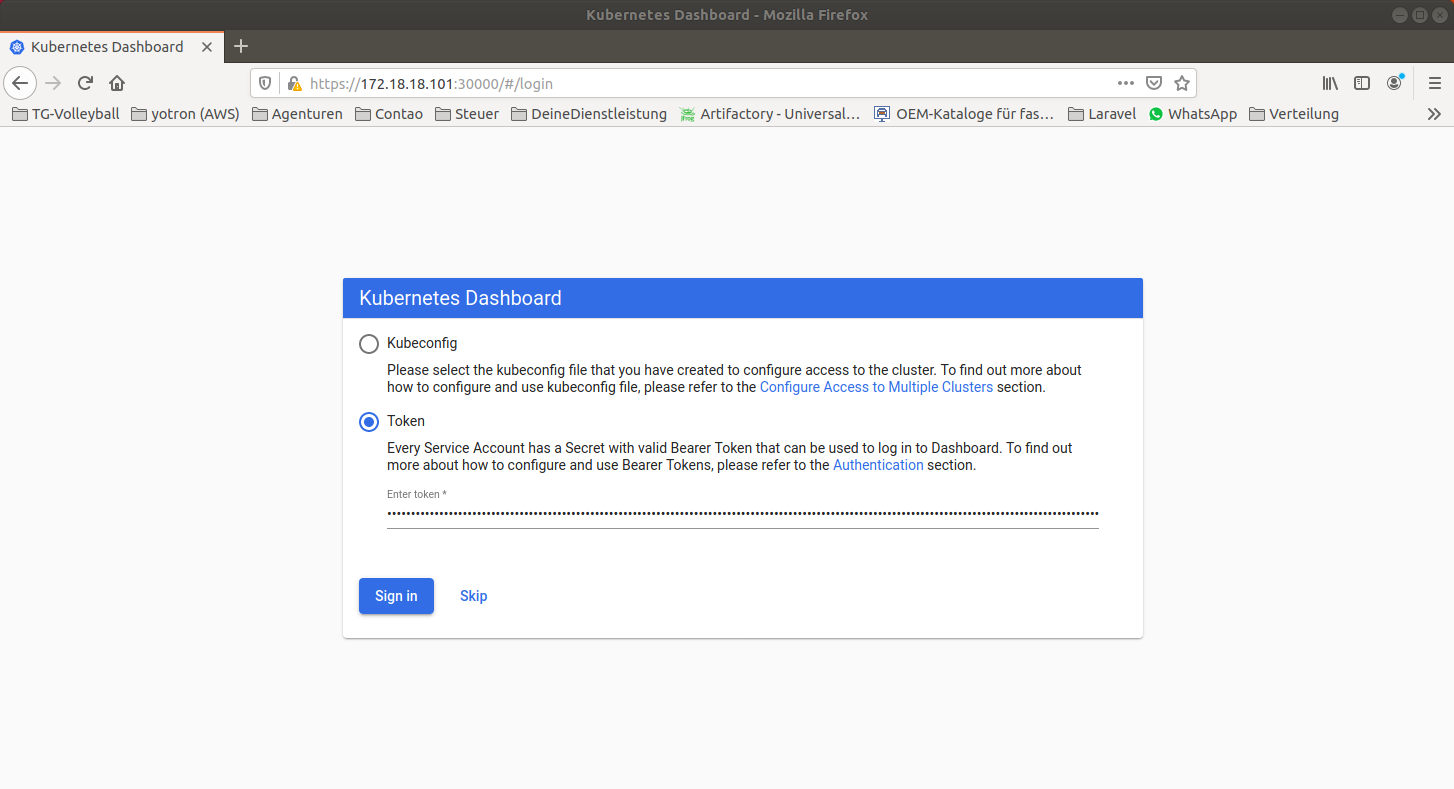 Kubernetes Dashboard - Mozilla Firefox
Kubernetes Dashboard
https://172.18.18.101:30000/#/login
TG-Volleyball yotron (AWS) Agenturen Contao Steuer DeineDienstleistung Artifactory - Universal… OEM-Kataloge für fas… Laravel WhatsApp Verteilung
Kubernetes Dashboard
Kubeconfig
Please select the kubeconfig file that you have created to configure access to the cluster. To find out more about
how to configure and use kubeconfig file, please refer to the Configure Access to Multiple Clusters section.
Token
Every Service Account has a Secret with valid Bearer Token that can be used to log in to Dashboard. To find out
more about how to configure and use Bearer Tokens, please refer to the Authentication section.
Enter token *
Sign in Skip